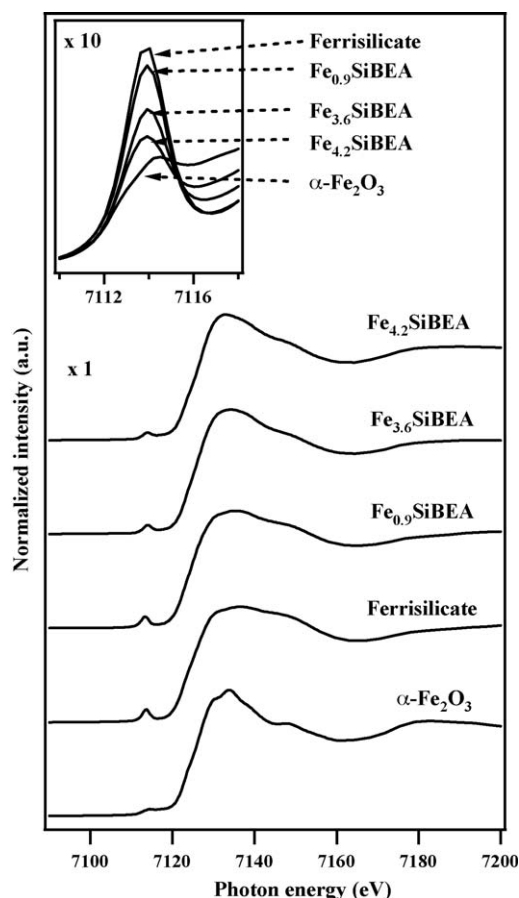 x 10
Ferrisilicate
Fe0.9SiBEA
Fe3.6SiBEA
Fe4.2SiBEA
α-Fe2O3
7112 7116
Normalized intensity (a.u.)
x 1
Fe4.2SiBEA
Fe3.6SiBEA
Fe0.9SiBEA
Ferrisilicate
α-Fe2O3
7100 7120 7140 7160 7180 7200
Photon energy (eV)